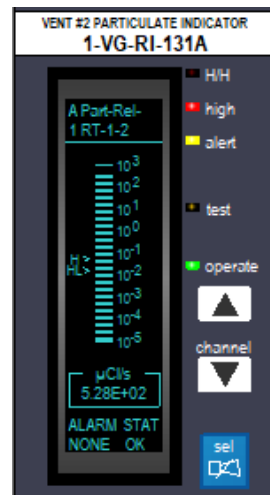 VENT #2 PARTICULATE INDICATOR
1-VG-RI-131A
H/H
A Part-Rel-
1 RT-1-2
high
alert
10³
10²
10¹
test
10⁰
10⁻¹
H>
HL>
10⁻²
operate
10⁻³
10⁻⁴
10⁻⁵
channel
µCi/s
5.28E+02
ALARM STAT
NONE OK
sel